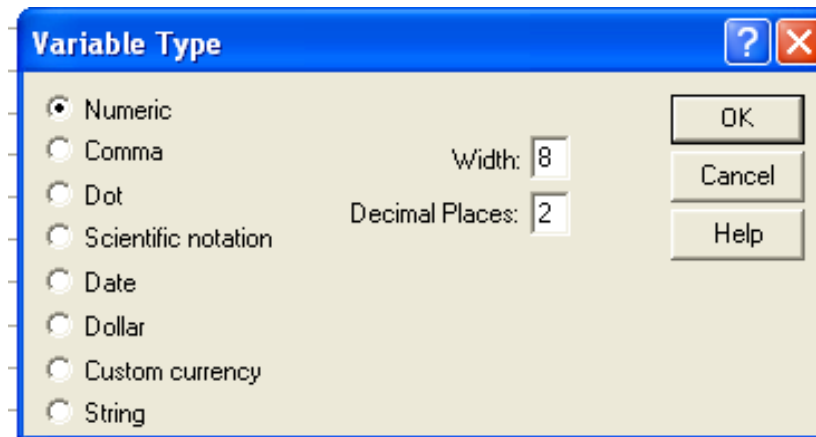 Variable Type
Numeric
Comma
Dot
Scientific notation
Date
Dollar
Custom currency
String
Width: 8
Decimal Places: 2
OK
Cancel
Help